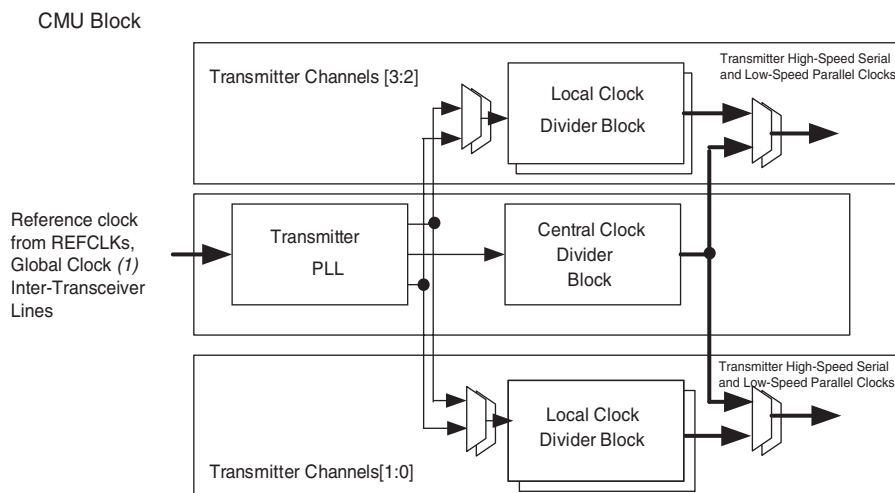 CMU Block
Transmitter Channels [3:2]
Local Clock
Divider Block
Transmitter High-Speed Serial
and Low-Speed Parallel Clocks
Reference clock
from REFCLKs,
Global Clock (1)
Inter-Transceiver
Lines
Transmitter
PLL
Central Clock
Divider
Block
Transmitter High-Speed Serial
and Low-Speed Parallel Clocks
Local Clock
Divider Block
Transmitter Channels[1:0]